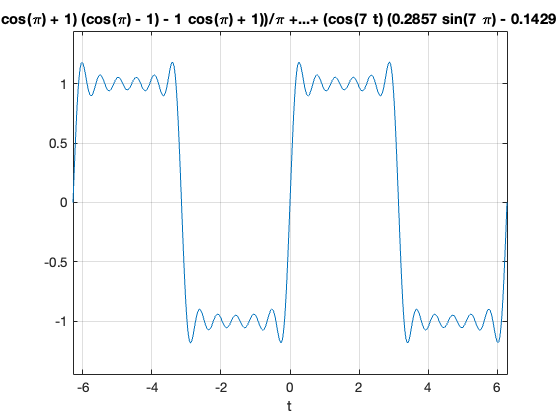 cos(π) + 1) (cos(π) - 1) - 1 cos(π) + 1))/π +...+ (cos(7 t) (0.2857 sin(7 π) - 0.1429
1
0.5
0
-0.5
-1
-6 -4 -2 0 2 4 6
t